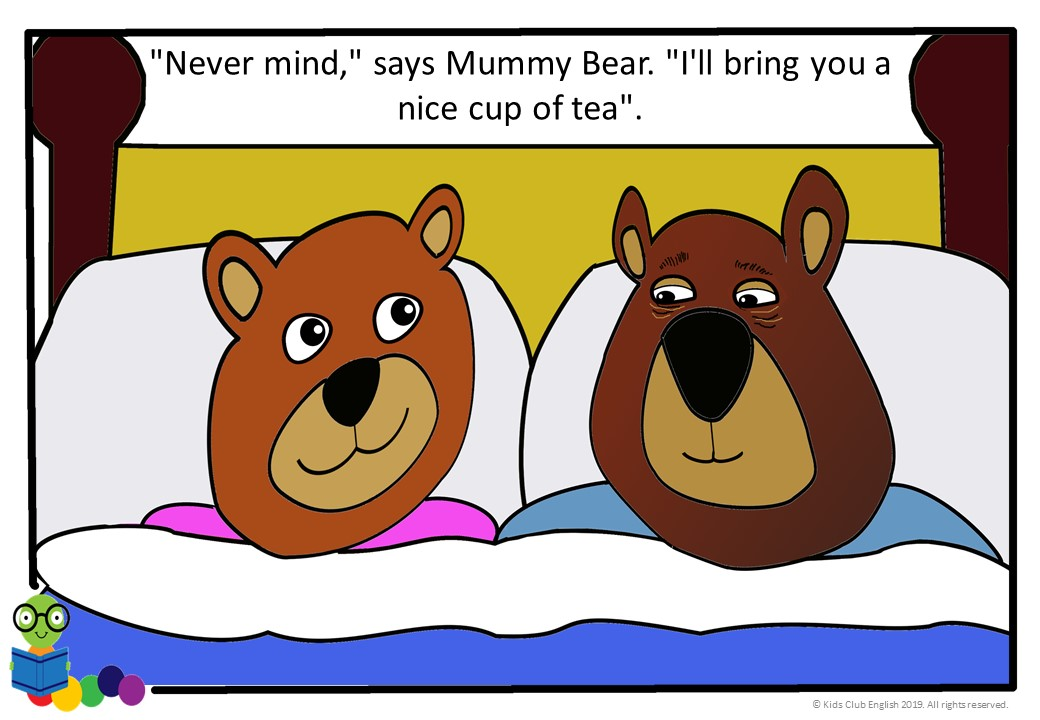 "Never mind," says Mummy Bear. "I'll bring you a
nice cup of tea".
© Kids Club English 2019. All rights reserved.